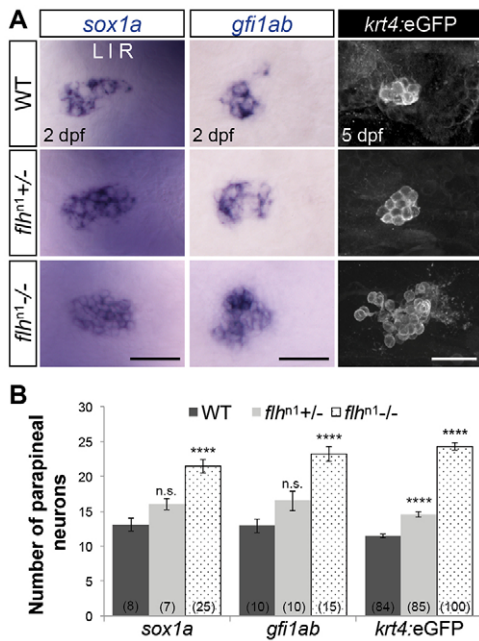 A
sox1a gfi1ab krt4:eGFP
WT
L I R
2 dpf 2 dpf 5 dpf
flhn1+/-
flhn1-/-
B
WT flhn1+/- flhn1-/-
Number of parapineal neurons
30
25
20
15
10
5
0
n.s. **** n.s. **** **** ****
(8) (7) (25) (10) (10) (15) (84) (85) (100)
sox1a gfi1ab krt4:eGFP